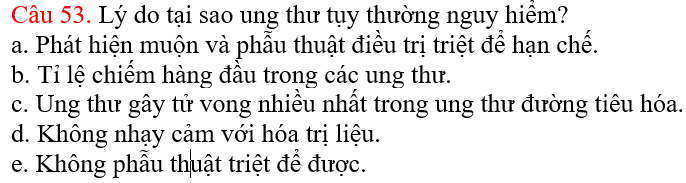 Câu 53. Lý do tại sao ung thư tụy thường nguy hiểm?
a. Phát hiện muộn và phẫu thuật điều trị triệt để hạn chế.
b. Tỉ lệ chiếm hàng đầu trong các ung thư.
c. Ung thư gây tử vong nhiều nhất trong ung thư đường tiêu hóa.
d. Không nhạy cảm với hóa trị liệu.
e. Không phẫu thuật triệt để được.